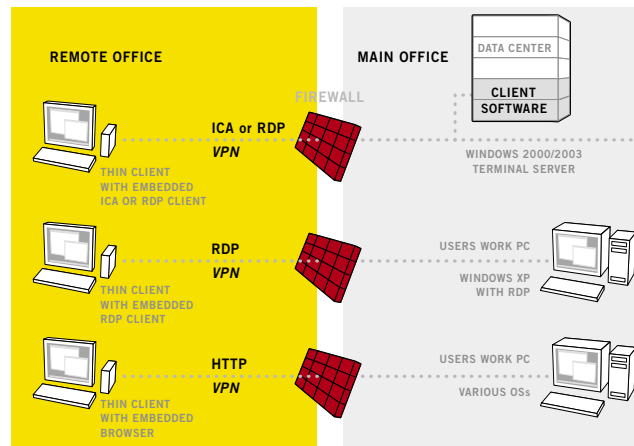 REMOTE OFFICE
MAIN OFFICE
DATA CENTER
CLIENT
SOFTWARE
FIREWALL
ICA or RDP
VPN
THIN CLIENT
WITH EMBEDDED
ICA OR RDP CLIENT
WINDOWS 2000/2003
TERMINAL SERVER
RDP
VPN
THIN CLIENT
WITH EMBEDDED
RDP CLIENT
USERS WORK PC
WINDOWS XP
WITH RDP
HTTP
VPN
THIN CLIENT
WITH EMBEDDED
BROWSER
USERS WORK PC
VARIOUS OSs